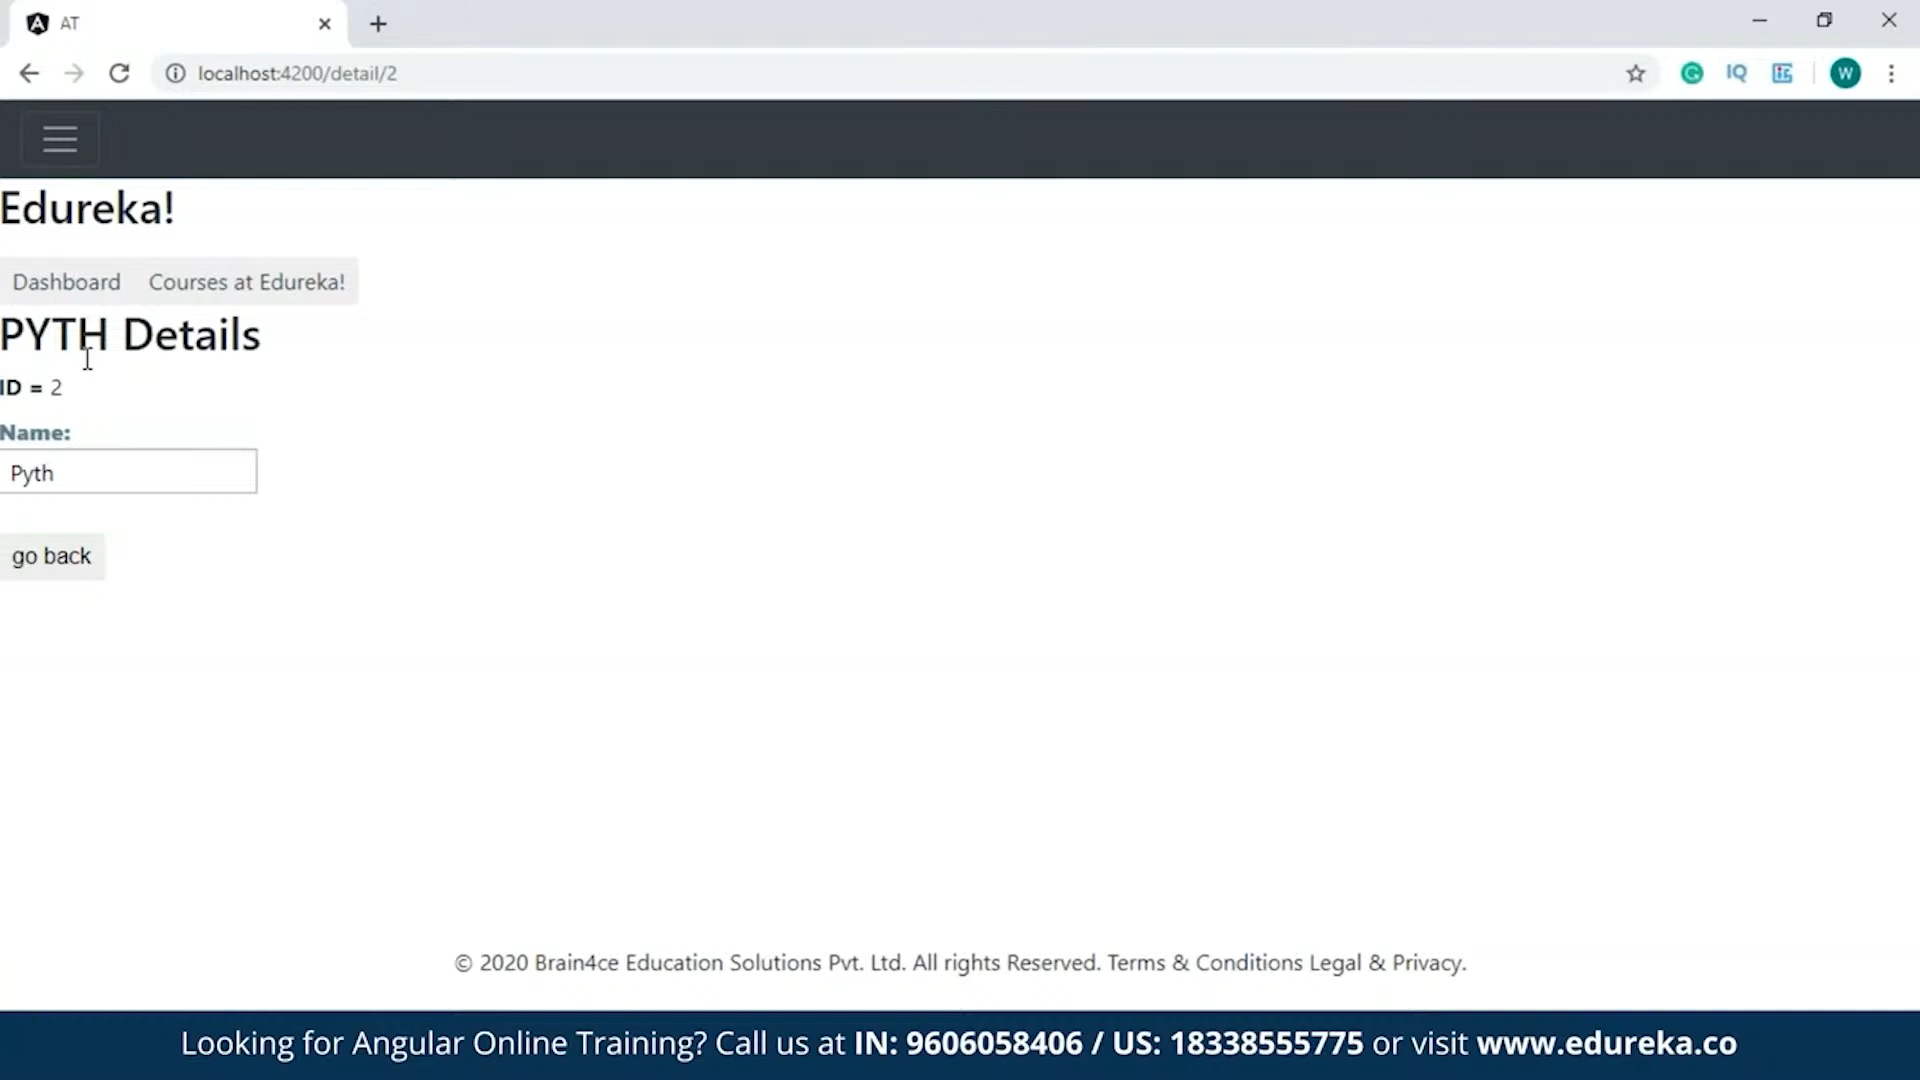 AT
localhost:4200/detail/2
W
Edureka!
Dashboard Courses at Edureka!
PYTH Details
ID = 2
Name:
Pyth
go back
© 2020 Brain4ce Education Solutions Pvt. Ltd. All rights Reserved. Terms & Conditions Legal & Privacy.
Looking for Angular Online Training? Call us at IN: 9606058406 / US: 18338555775 or visit www.edureka.co